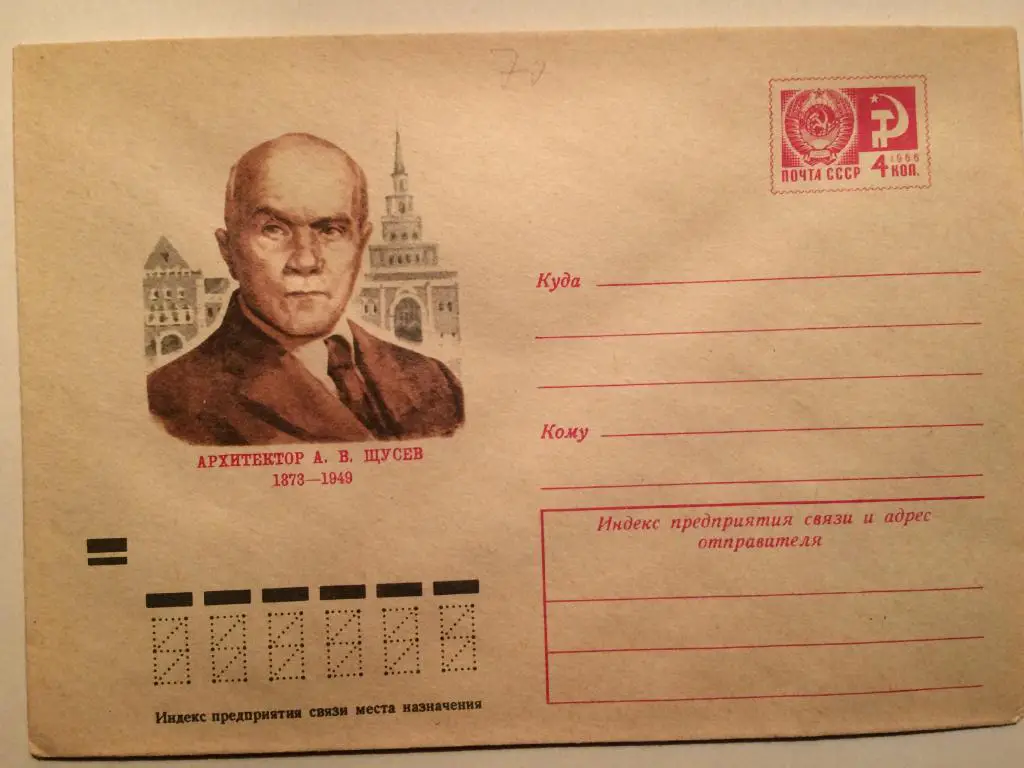 70
ПОЧТА СССР 4 1966 КОП.
Куда
АРХИТЕКТОР А. В. ЩУСЕВ
1873—1949
Кому
Индекс предприятия связи и адрес
отправителя
Индекс предприятия связи места назначения